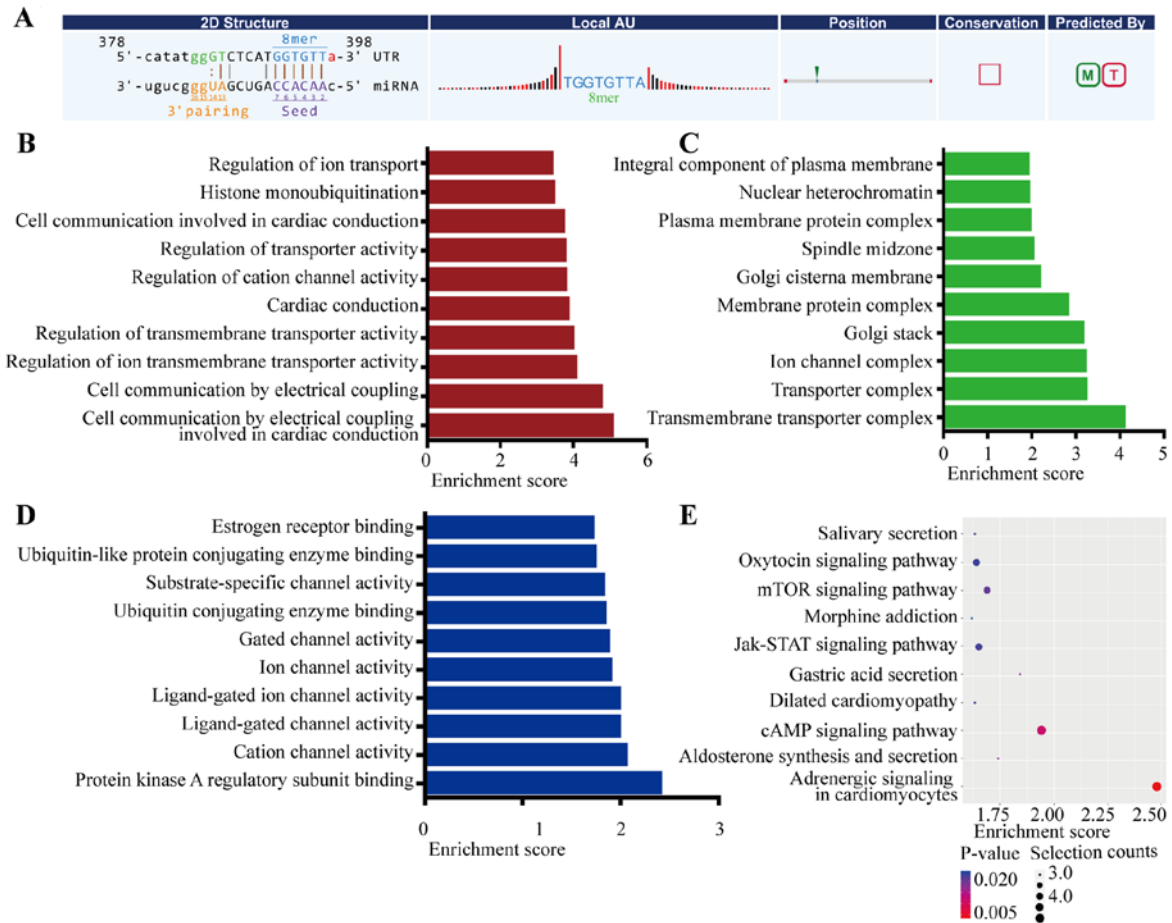 A
2D Structure
Local AU
Position
Conservation
Predicted By
378 8mer 398
5'-catatggGTCTCATGGTGTTa-3' UTR
3'-ugucgggUAGCUGACCACAAc-5' miRNA
16 15 14 13 7 6 5 4 3 2
3'pairing Seed
TGGTGTTA
8mer
M T
B
Regulation of ion transport
Histone monoubiquitination
Cell communication involved in cardiac conduction
Regulation of transporter activity
Regulation of cation channel activity
Cardiac conduction
Regulation of transmembrane transporter activity
Regulation of ion transmembrane transporter activity
Cell communication by electrical coupling
Cell communication by electrical coupling
involved in cardiac conduction
0 2 4 6
Enrichment score
C
Integral component of plasma membrane
Nuclear heterochromatin
Plasma membrane protein complex
Spindle midzone
Golgi cisterna membrane
Membrane protein complex
Golgi stack
Ion channel complex
Transporter complex
Transmembrane transporter complex
0 1 2 3 4 5
Enrichment score
D
Estrogen receptor binding
Ubiquitin-like protein conjugating enzyme binding
Substrate-specific channel activity
Ubiquitin conjugating enzyme binding
Gated channel activity
Ion channel activity
Ligand-gated ion channel activity
Ligand-gated channel activity
Cation channel activity
Protein kinase A regulatory subunit binding
0 1 2 3
Enrichment score
E
Salivary secretion
Oxytocin signaling pathway
mTOR signaling pathway
Morphine addiction
Jak-STAT signaling pathway
Gastric acid secretion
Dilated cardiomyopathy
cAMP signaling pathway
Aldosterone synthesis and secretion
Adrenergic signaling
in cardiomyocytes
1.75 2.00 2.25 2.50
Enrichment score
P-value Selection counts
0.020 3.0
4.0
0.005